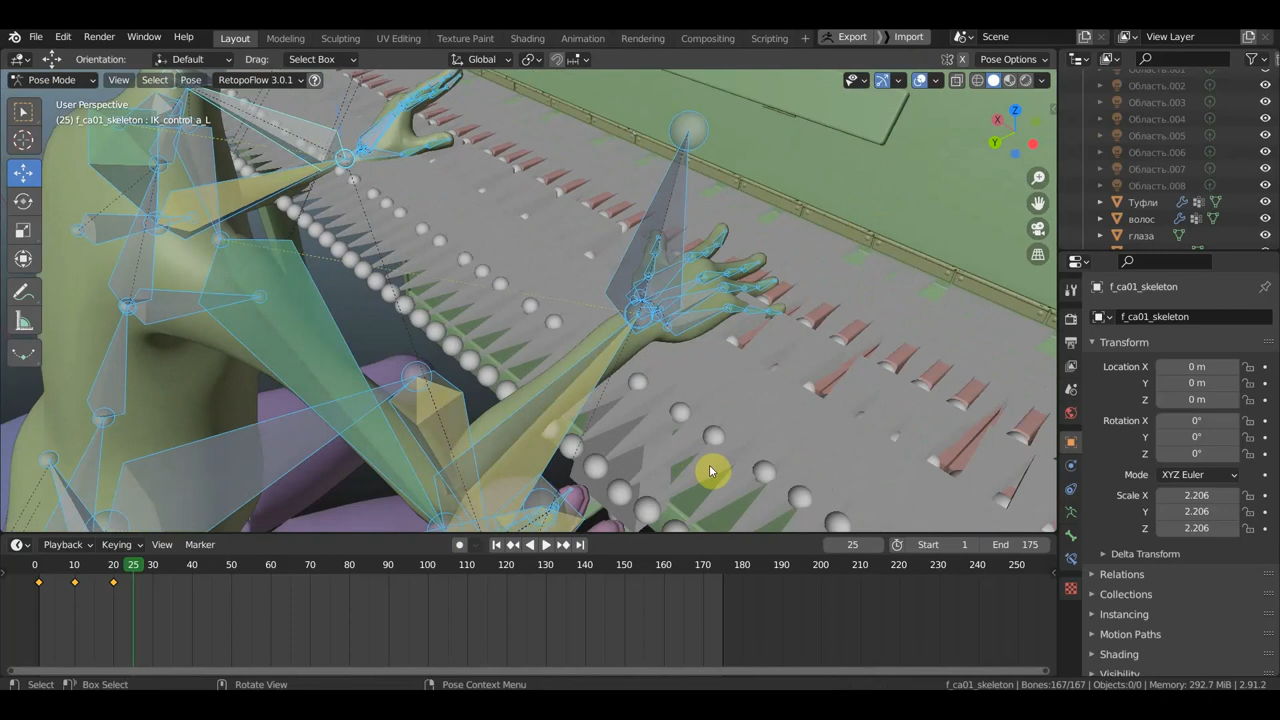 File Edit Render Window Help Layout Modeling Sculpting UV Editing Texture Paint Shading Animation Rendering Compositing Scripting + Export Import Scene View Layer
Orientation: Default Drag: Select Box Global X Pose Options
Pose Mode View Select Pose RetopoFlow 3.0.1
User Perspective
(25) f_ca01_skeleton : IK_control_a_L
Z
X
Y
Область.002
Область.003
Область.004
Область.005
Область.006
Область.007
Область.008
Туфли
волос
глаза
f_ca01_skeleton
f_ca01_skeleton
Transform
Location X 0 m
Y 0 m
Z 0 m
Rotation X 0°
Y 0°
Z 0°
Mode XYZ Euler
Scale X 2.206
Y 2.206
Z 2.206
Delta Transform
Relations
Collections
Instancing
Motion Paths
Shading
Visibility
Playback Keying View Marker 25 Start 1 End 175
0 10 20 25 30 40 50 60 70 80 90 100 110 120 130 140 150 160 170 180 190 200 210 220 230 240 250
Select Box Select Rotate View Pose Context Menu f_ca01_skeleton | Bones:167/167 | Objects:0/0 | Memory: 292.7 MiB | 2.91.2